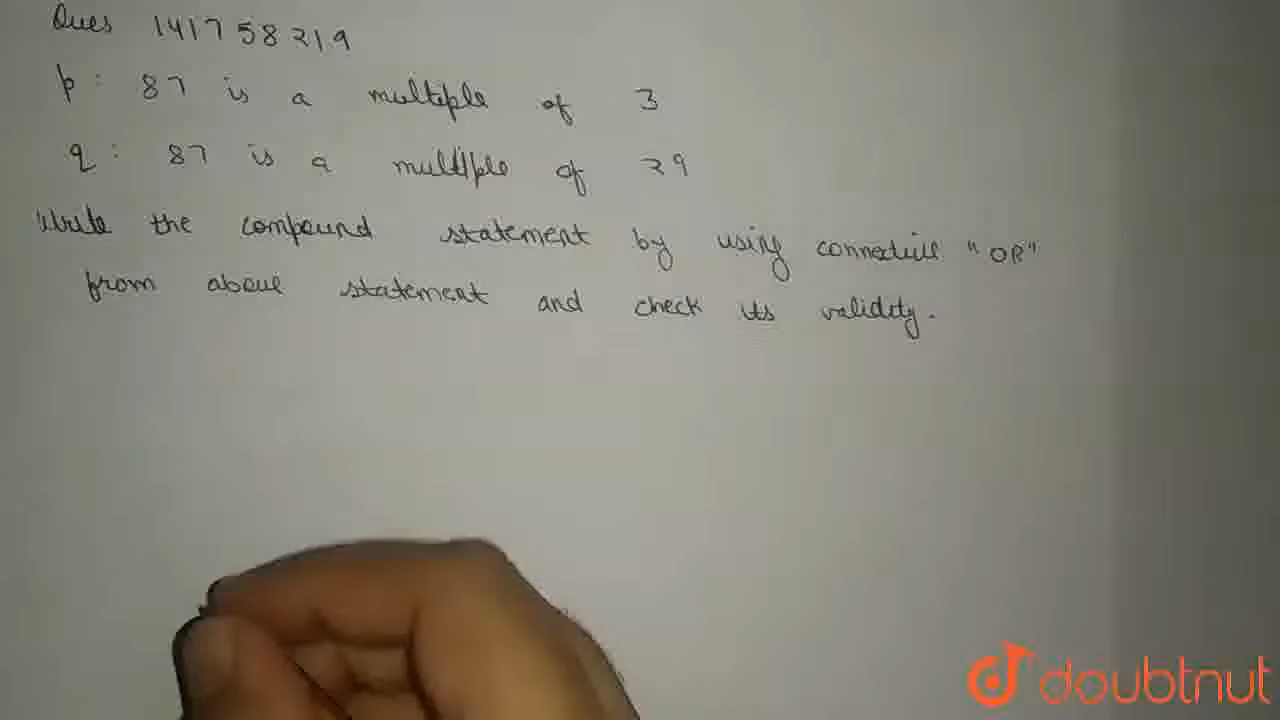 Ques 141758219
p: 87 is a multiple of 3
q: 87 is a multiple of 29
Write the compound statement by using connective "OR"
from above statement and check its validity.
doubtnut